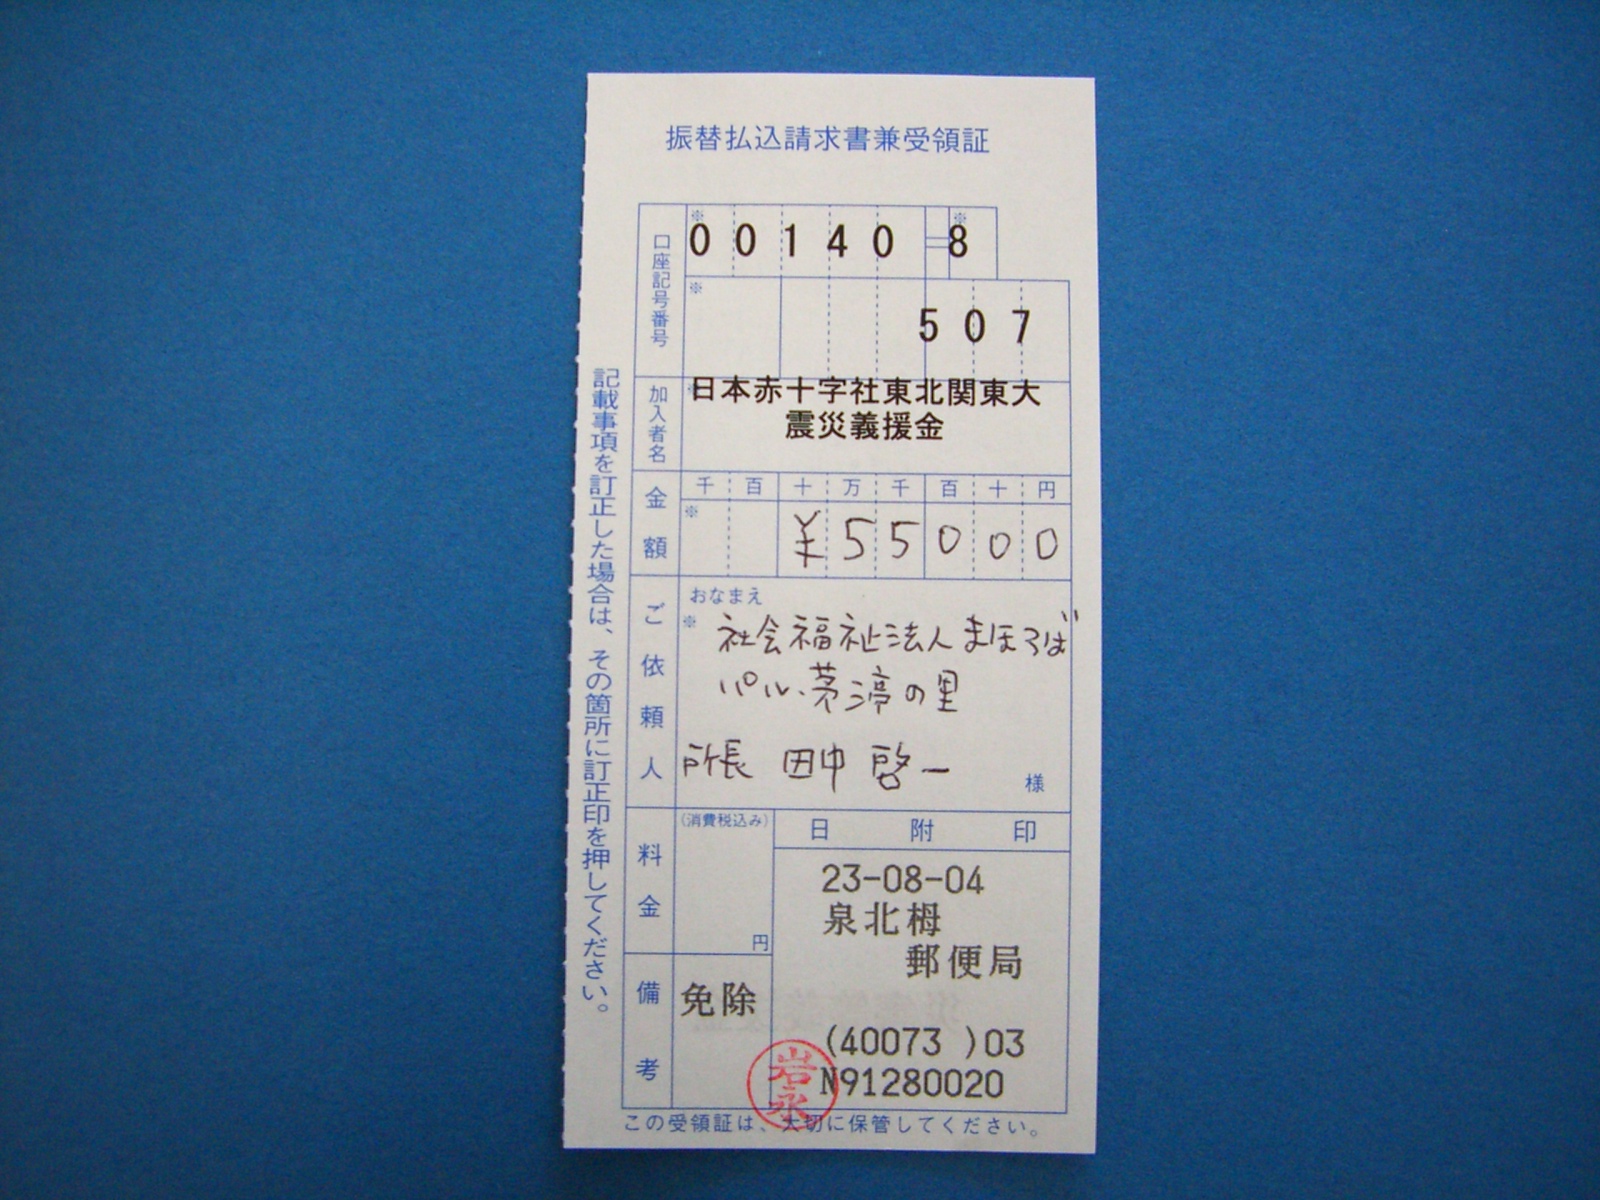 振替払込請求書兼受領証
口座記号番号
※ ※
00140-8
※
507
加入者名
※
日本赤十字社東北関東大
震災義援金
金額
千 百 十 万 千 百 十 円
※
¥55000
ご依頼人
おなまえ
※
社会福祉法人まほろば
パル・茅渟の里
所長 田中 啓一
様
料金
(消費税込み)
円
日附印
23-08-04
泉北栂
郵便局
(40073 )03
N91280020
備考
免除
岩永
この受領証は、大切に保管してください。
記載事項を訂正した場合は、その箇所に訂正印を押してください。